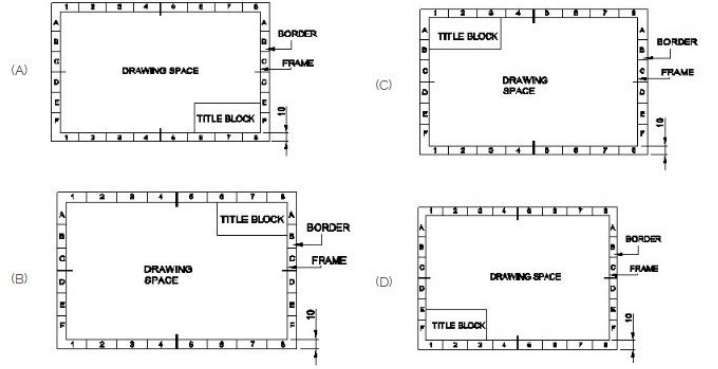 (A)
1 2 3 4 5 6 7 8
A A
B B BORDER
C C FRAME
DRAWING SPACE
D D
E E
TITLE BLOCK
F F
10
1 2 3 4 5 6 7 8
(B)
1 2 3 4 5 6 7 8
A TITLE BLOCK A
B B BORDER
C C FRAME
DRAWING
SPACE
D D
E E
F F
10
1 2 3 4 5 6 7 8
(C)
1 2 3 4 5 6 7 8
A TITLE BLOCK A
B B BORDER
C C FRAME
DRAWING
SPACE
D D
E E
F F
10
1 2 3 4 5 6 7 8
(D)
1 2 3 4 5 6 7 8
A A
B B BORDER
C C FRAME
DRAWING SPACE
D D
E E
TITLE BLOCK
F F
10
1 2 3 4 5 6 7 8